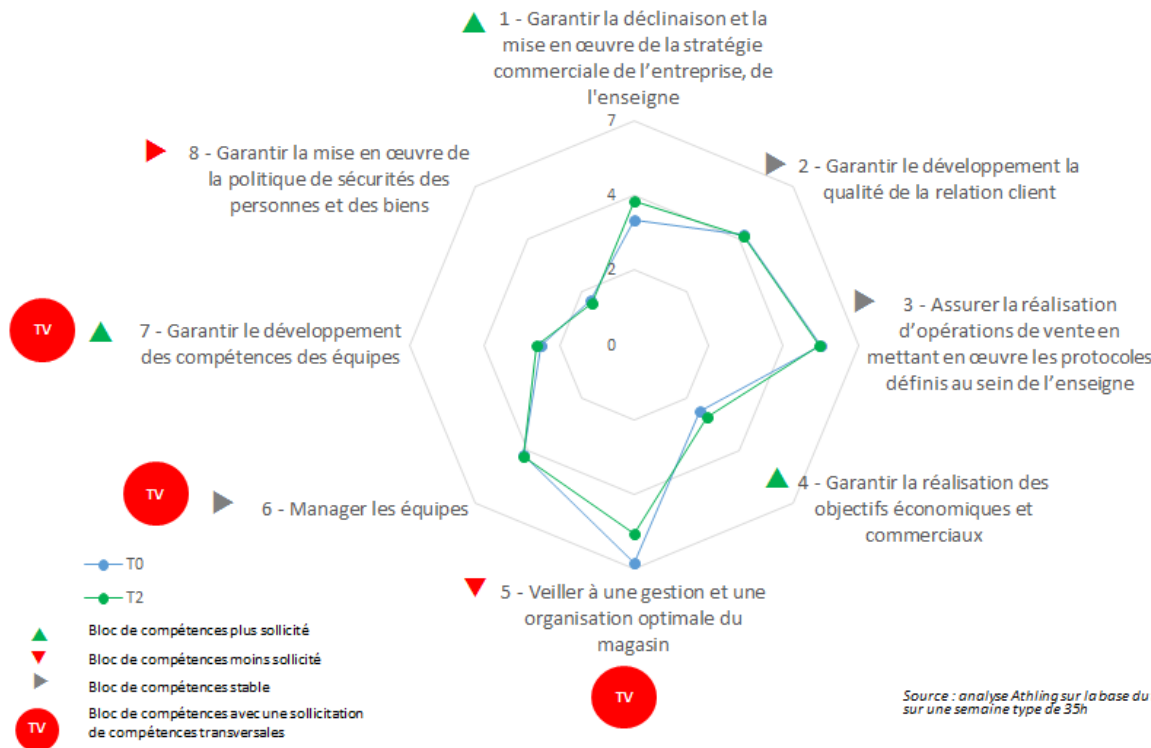 1 - Garantir la déclinaison et la
mise en œuvre de la stratégie
commerciale de l'entreprise, de
l'enseigne
7
8 - Garantir la mise en œuvre de
la politique de sécurités des
personnes et des biens
2 - Garantir le développement la
qualité de la relation client
4
2
TV
7 - Garantir le développement
des compétences des équipes
0
3 - Assurer la réalisation
d'opérations de vente en
mettant en œuvre les protocoles
définis au sein de l'enseigne
TV
6 - Manager les équipes
4 - Garantir la réalisation des
objectifs économiques et
commerciaux
T0
T2
5 - Veiller à une gestion et une
organisation optimale du
magasin
TV
Bloc de compétences plus sollicité
Bloc de compétences moins sollicité
Bloc de compétences stable
TV
Bloc de compétences avec une sollicitation
de compétences transversales
Source : analyse Athling sur la base du
sur une semaine type de 35h